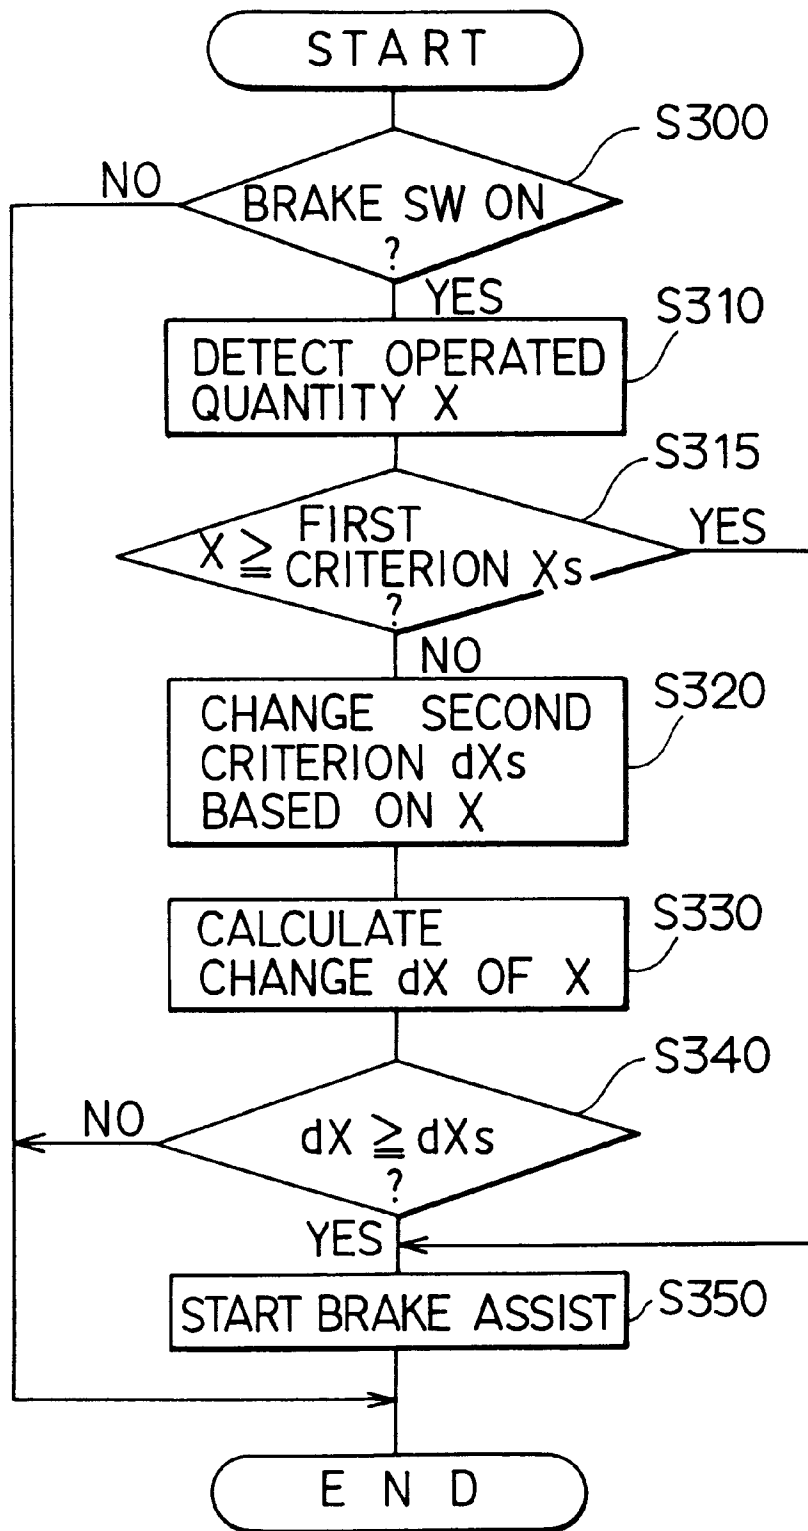 START
S300
NO
BRAKE SW ON
?
YES
S310
DETECT OPERATED
QUANTITY X
S315
YES
X ≧ FIRST
CRITERION Xs
?
NO
S320
CHANGE SECOND
CRITERION dXs
BASED ON X
S330
CALCULATE
CHANGE dX OF X
S340
NO
dX ≧ dXs
?
YES
START BRAKE ASSIST
S350
END